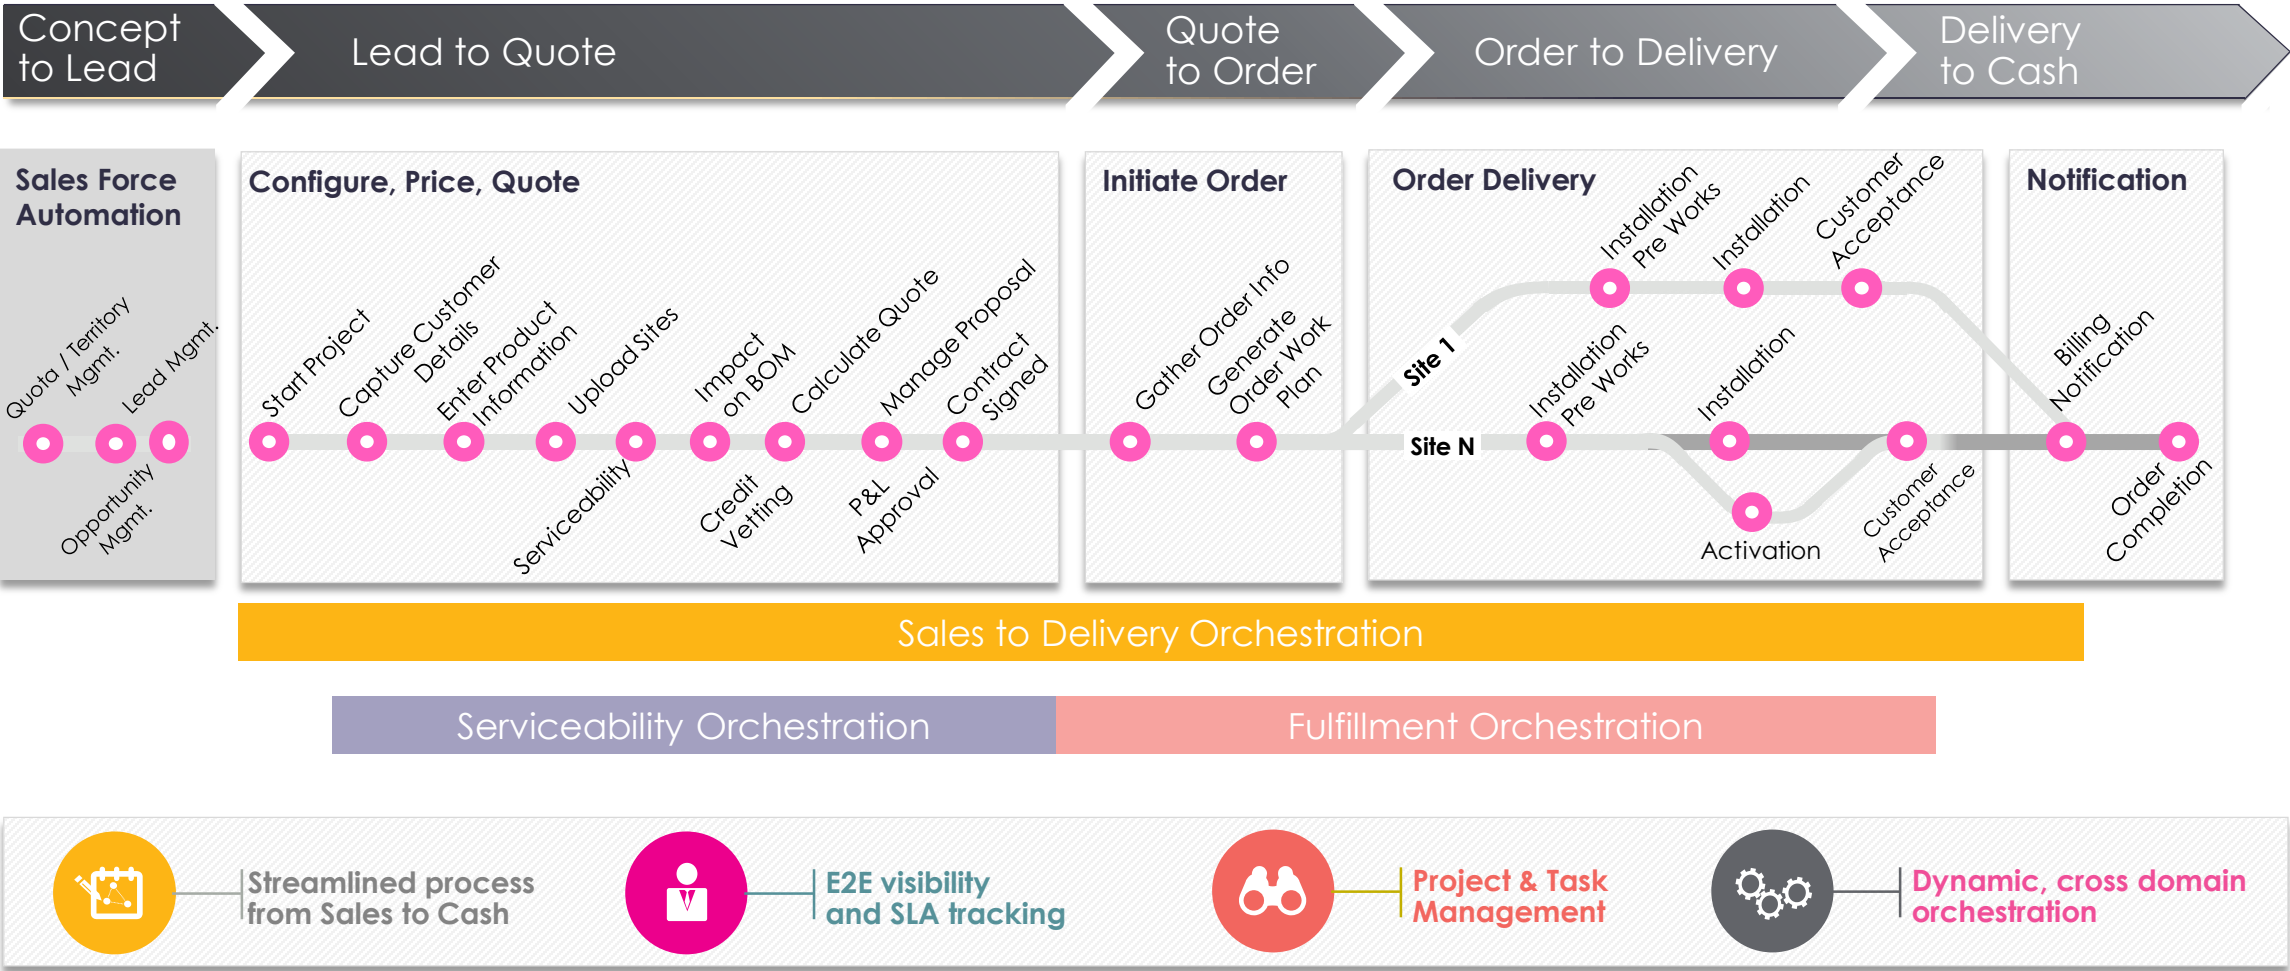 Concept
to Lead
Lead to Quote
Quote
to Order
Order to Delivery
Delivery
to Cash
Sales Force
Automation
Quota / Territory
Mgmt.
Lead Mgmt.
Opportunity
Mgmt.
Configure, Price, Quote
Start Project
Capture Customer
Details
Enter Product
Information
Upload Sites
Serviceability
Impact
on BOM
Credit
Vetting
Calculate Quote
Manage Proposal
P&L
Approval
Contract
Signed
Initiate Order
Gather Order Info
Generate
Order Work
Plan
Order Delivery
Site 1
Installation
Pre Works
Installation
Customer
Acceptance
Site N
Installation
Pre Works
Installation
Activation
Customer
Acceptance
Notification
Billing
Notification
Order
Completion
Sales to Delivery Orchestration
Serviceability Orchestration
Fulfillment Orchestration
Streamlined process
from Sales to Cash
E2E visibility
and SLA tracking
Project & Task
Management
Dynamic, cross domain
orchestration